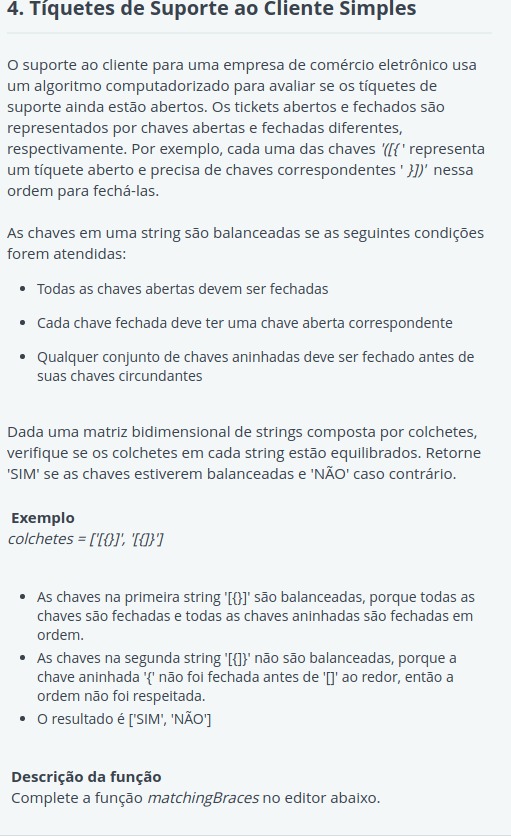 4. Tíquetes de Suporte ao Cliente Simples
O suporte ao cliente para uma empresa de comércio eletrônico usa
um algoritmo computadorizado para avaliar se os tíquetes de
suporte ainda estão abertos. Os tickets abertos e fechados são
representados por chaves abertas e fechadas diferentes,
respectivamente. Por exemplo, cada uma das chaves '([{ ' representa
um tíquete aberto e precisa de chaves correspondentes ' }])' nessa
ordem para fechá-las.
As chaves em uma string são balanceadas se as seguintes condições
forem atendidas:
• Todas as chaves abertas devem ser fechadas
• Cada chave fechada deve ter uma chave aberta correspondente
• Qualquer conjunto de chaves aninhadas deve ser fechado antes de
suas chaves circundantes
Dada uma matriz bidimensional de strings composta por colchetes,
verifique se os colchetes em cada string estão equilibrados. Retorne
'SIM' se as chaves estiverem balanceadas e 'NÃO' caso contrário.
Exemplo
colchetes = ['[{}]', '[{]}']
• As chaves na primeira string '[{}]' são balanceadas, porque todas as
chaves são fechadas e todas as chaves aninhadas são fechadas em
ordem.
• As chaves na segunda string '[{]}' não são balanceadas, porque a
chave aninhada '{' não foi fechada antes de '[]' ao redor, então a
ordem não foi respeitada.
• O resultado é ['SIM', 'NÃO']
Descrição da função
Complete a função matchingBraces no editor abaixo.